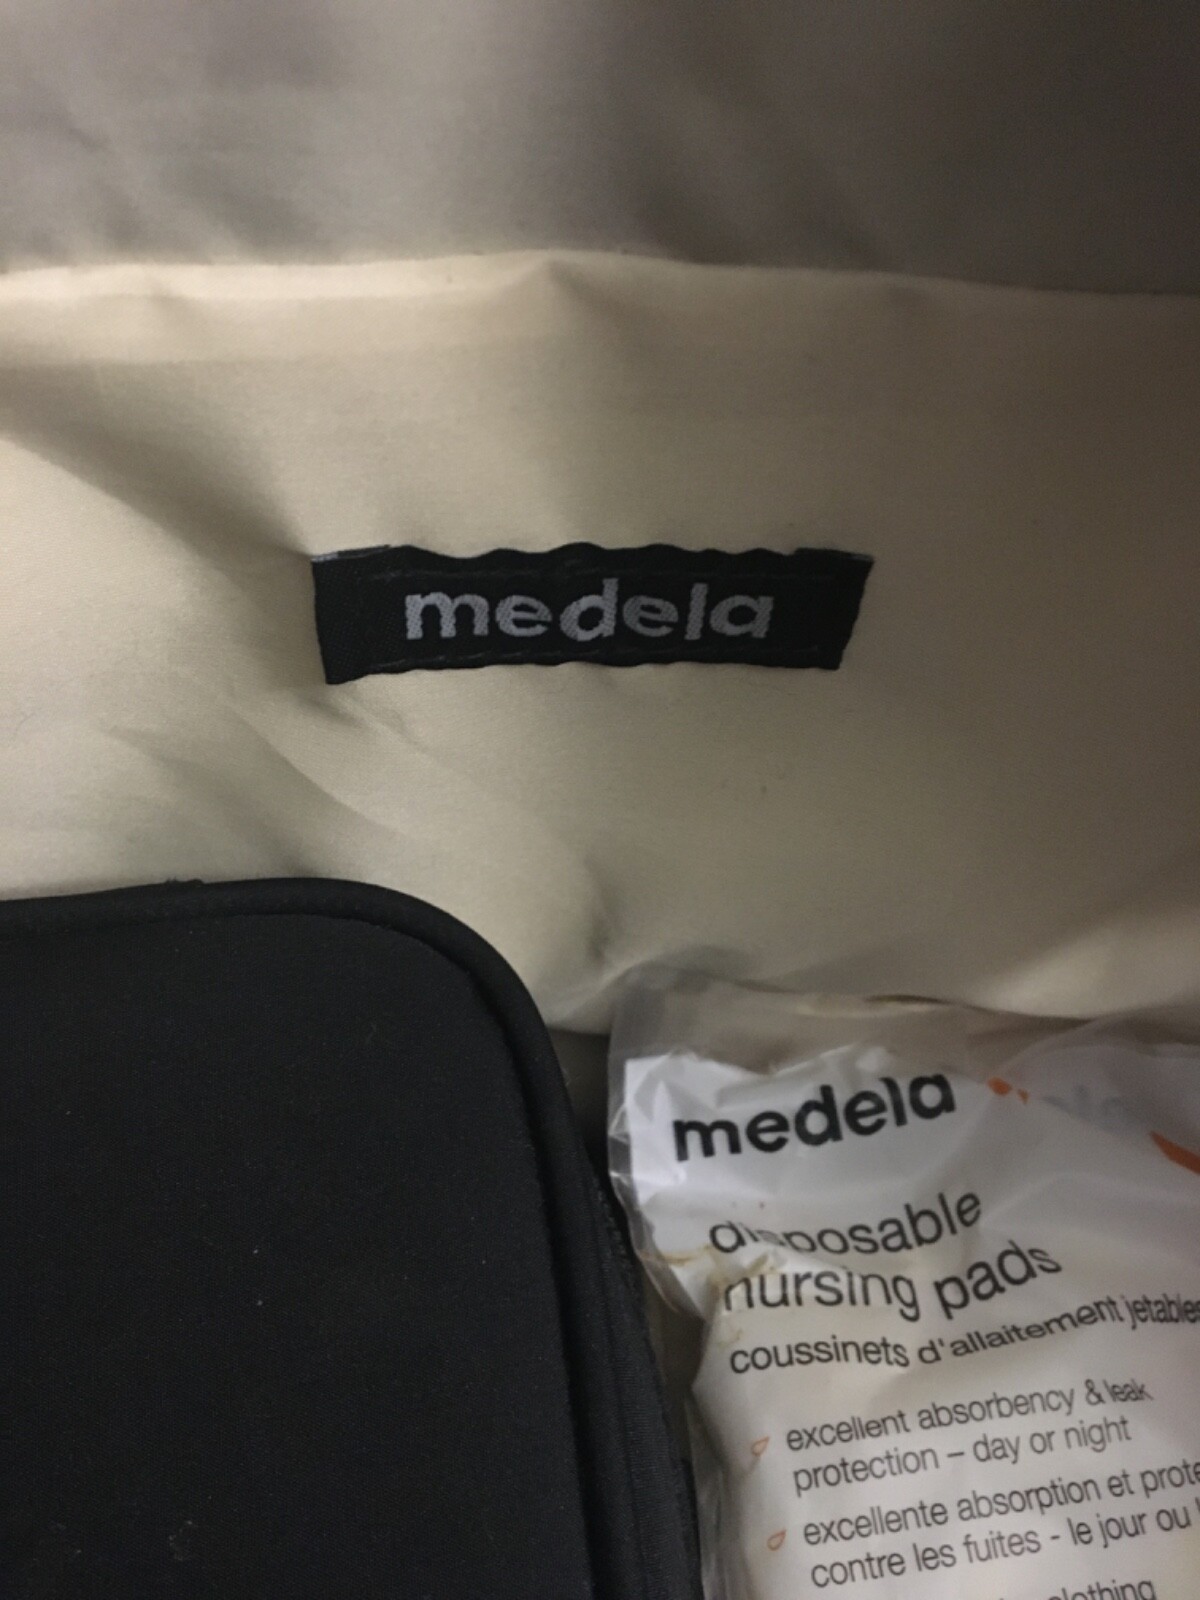 medela
medela
disposable
nursing pads
coussinets d'allaitement jetables
excellent absorbency & leak
protection – day or night
excellente absorption et
contre les fuites - le jour ou
clothing